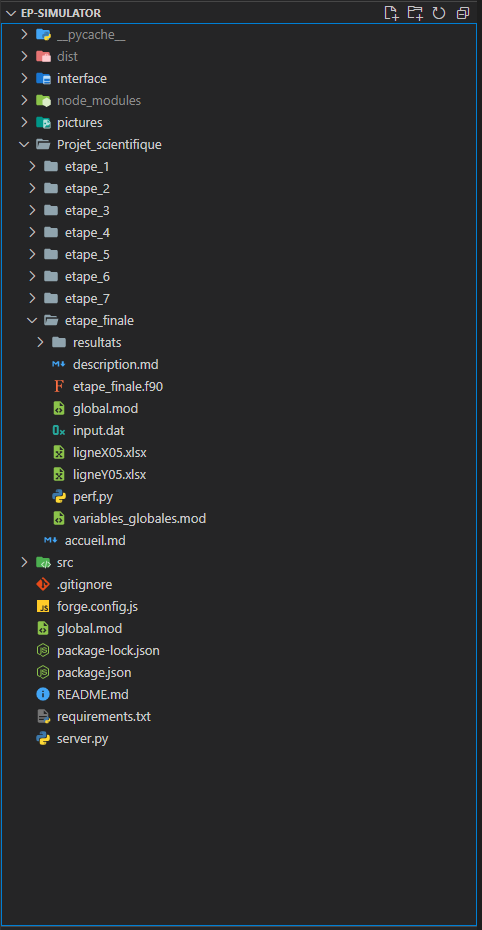 EP-SIMULATOR
__pycache__
dist
interface
node_modules
pictures
Projet_scientifique
etape_1
etape_2
etape_3
etape_4
etape_5
etape_6
etape_7
etape_finale
resultats
description.md
etape_finale.f90
global.mod
input.dat
ligneX05.xlsx
ligneY05.xlsx
perf.py
variables_globales.mod
accueil.md
src
.gitignore
forge.config.js
global.mod
package-lock.json
package.json
README.md
requirements.txt
server.py